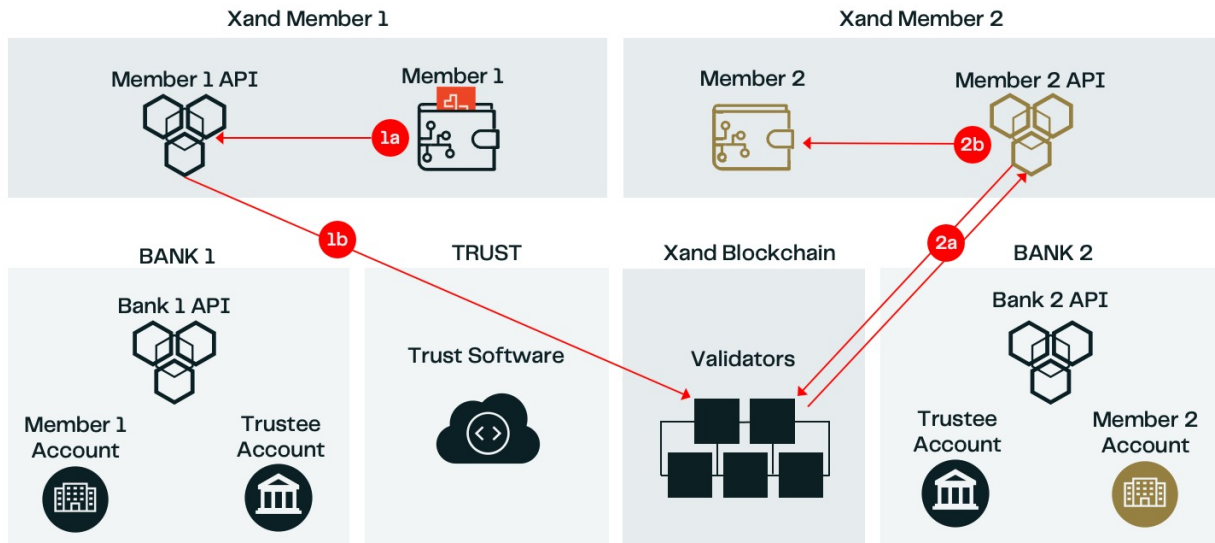 Xand Member 1
Xand Member 2
Member 1 API
Member 1
Member 2
Member 2 API
1a
2b
1b
2a
BANK 1
TRUST
Xand Blockchain
BANK 2
Bank 1 API
Bank 2 API
Trust Software
Validators
Member 1
Account
Trustee
Account
Trustee
Account
Member 2
Account